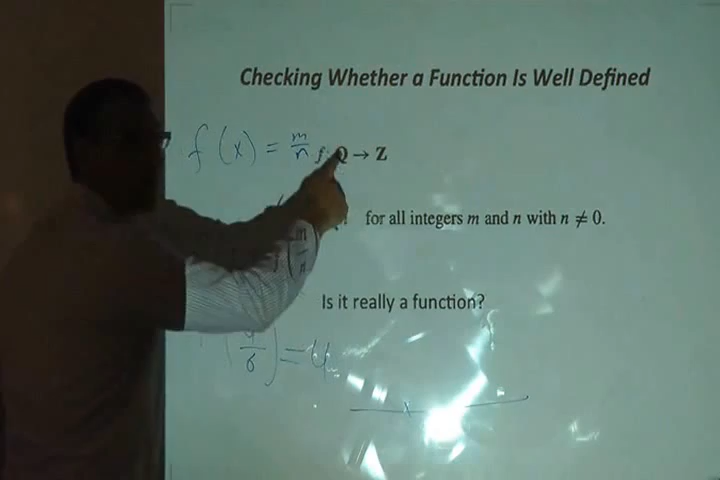 Checking Whether a Function Is Well Defined
f (x) = m/n f: Q → Z
for all integers m and n with n ≠ 0.
f (m/n)
Is it really a function?